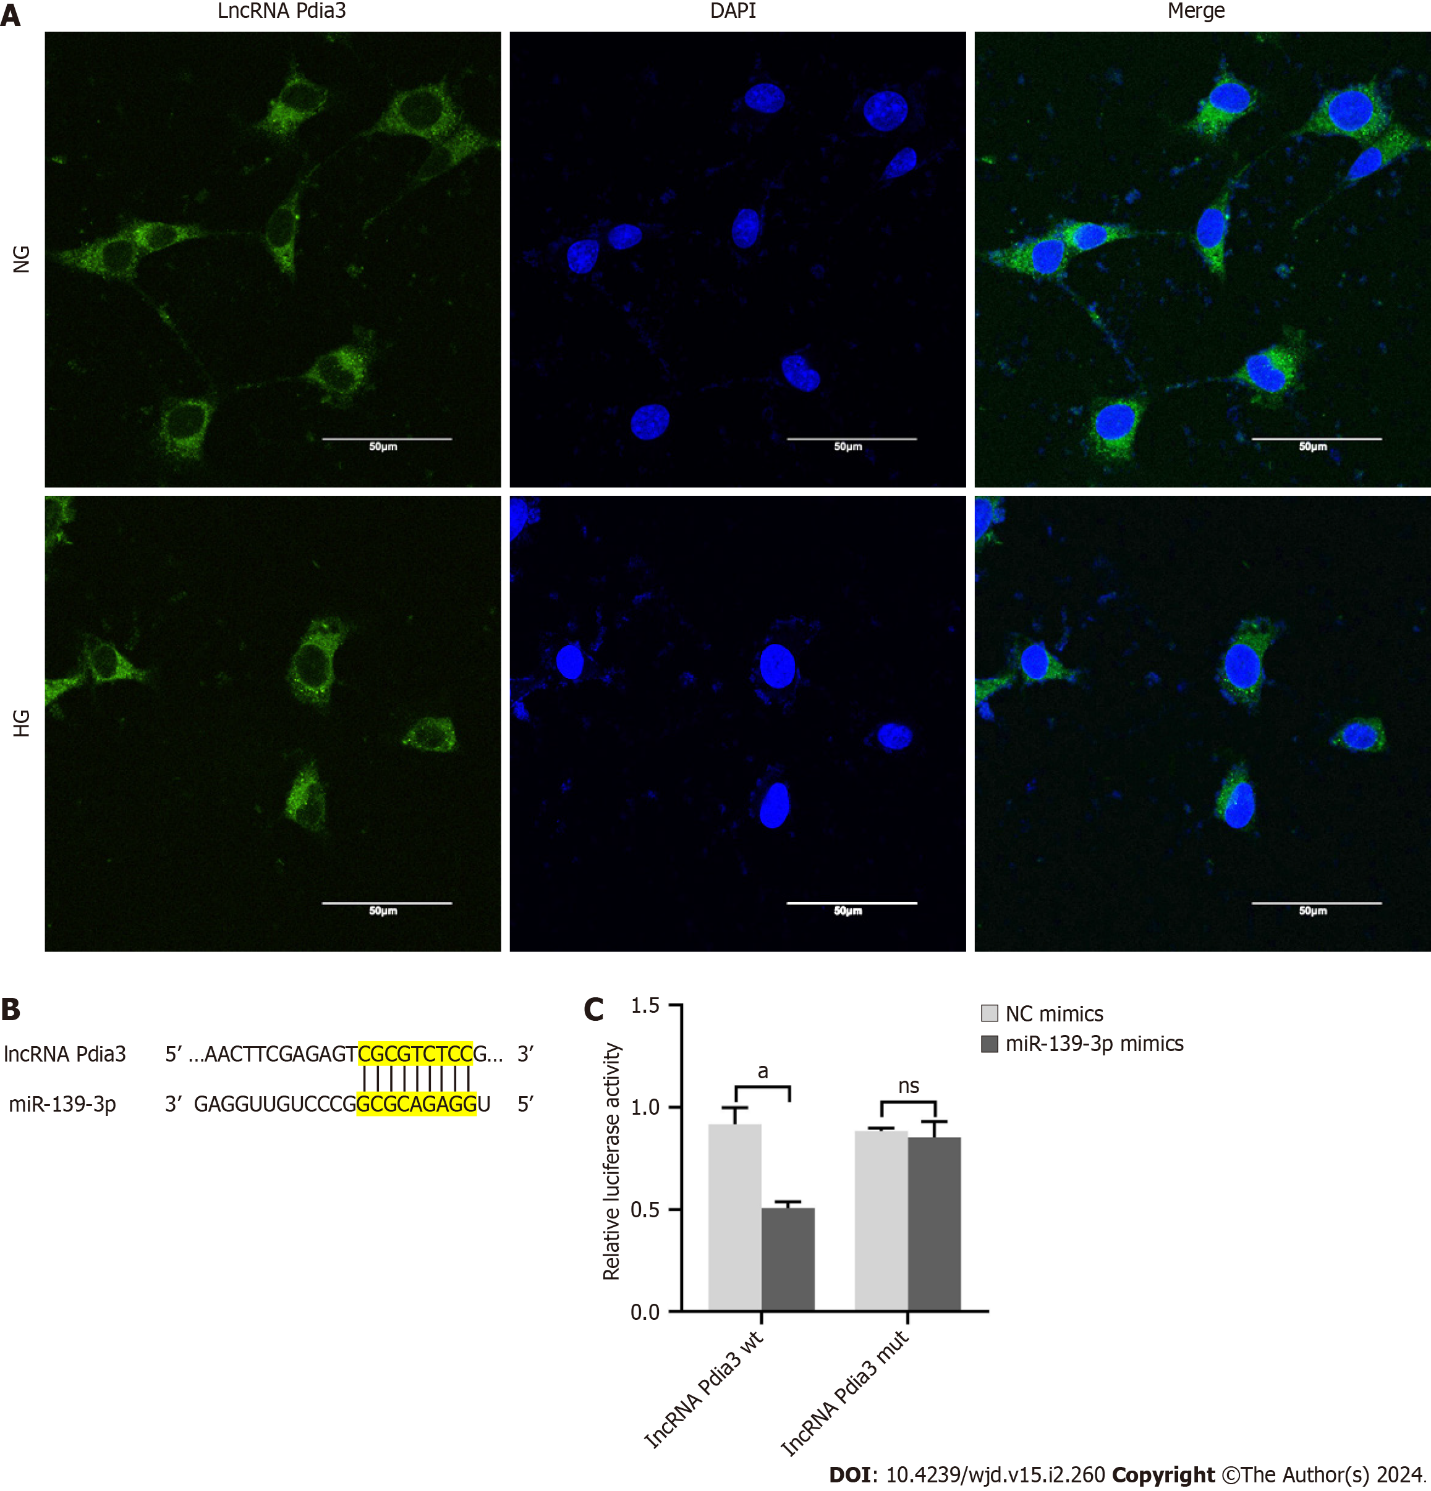 A
LncRNA Pdia3
DAPI
Merge
NG
50μm
50μm
50μm
HG
50μm
50μm
50μm
B
lncRNA Pdia3 5′ ...AACTTCGAGAGTCGCGTCTCCG... 3′
miR-139-3p 3′ GAGGUUGUCCCGGCGCAGAGGU 5′
C
Relative luciferase activity
1.5
1.0
0.5
0.0
a
ns
NC mimics
miR-139-3p mimics
lncRNA Pdia3 wt
lncRNA Pdia3 mut
DOI: 10.4239/wjd.v15.i2.260 Copyright ©The Author(s) 2024.